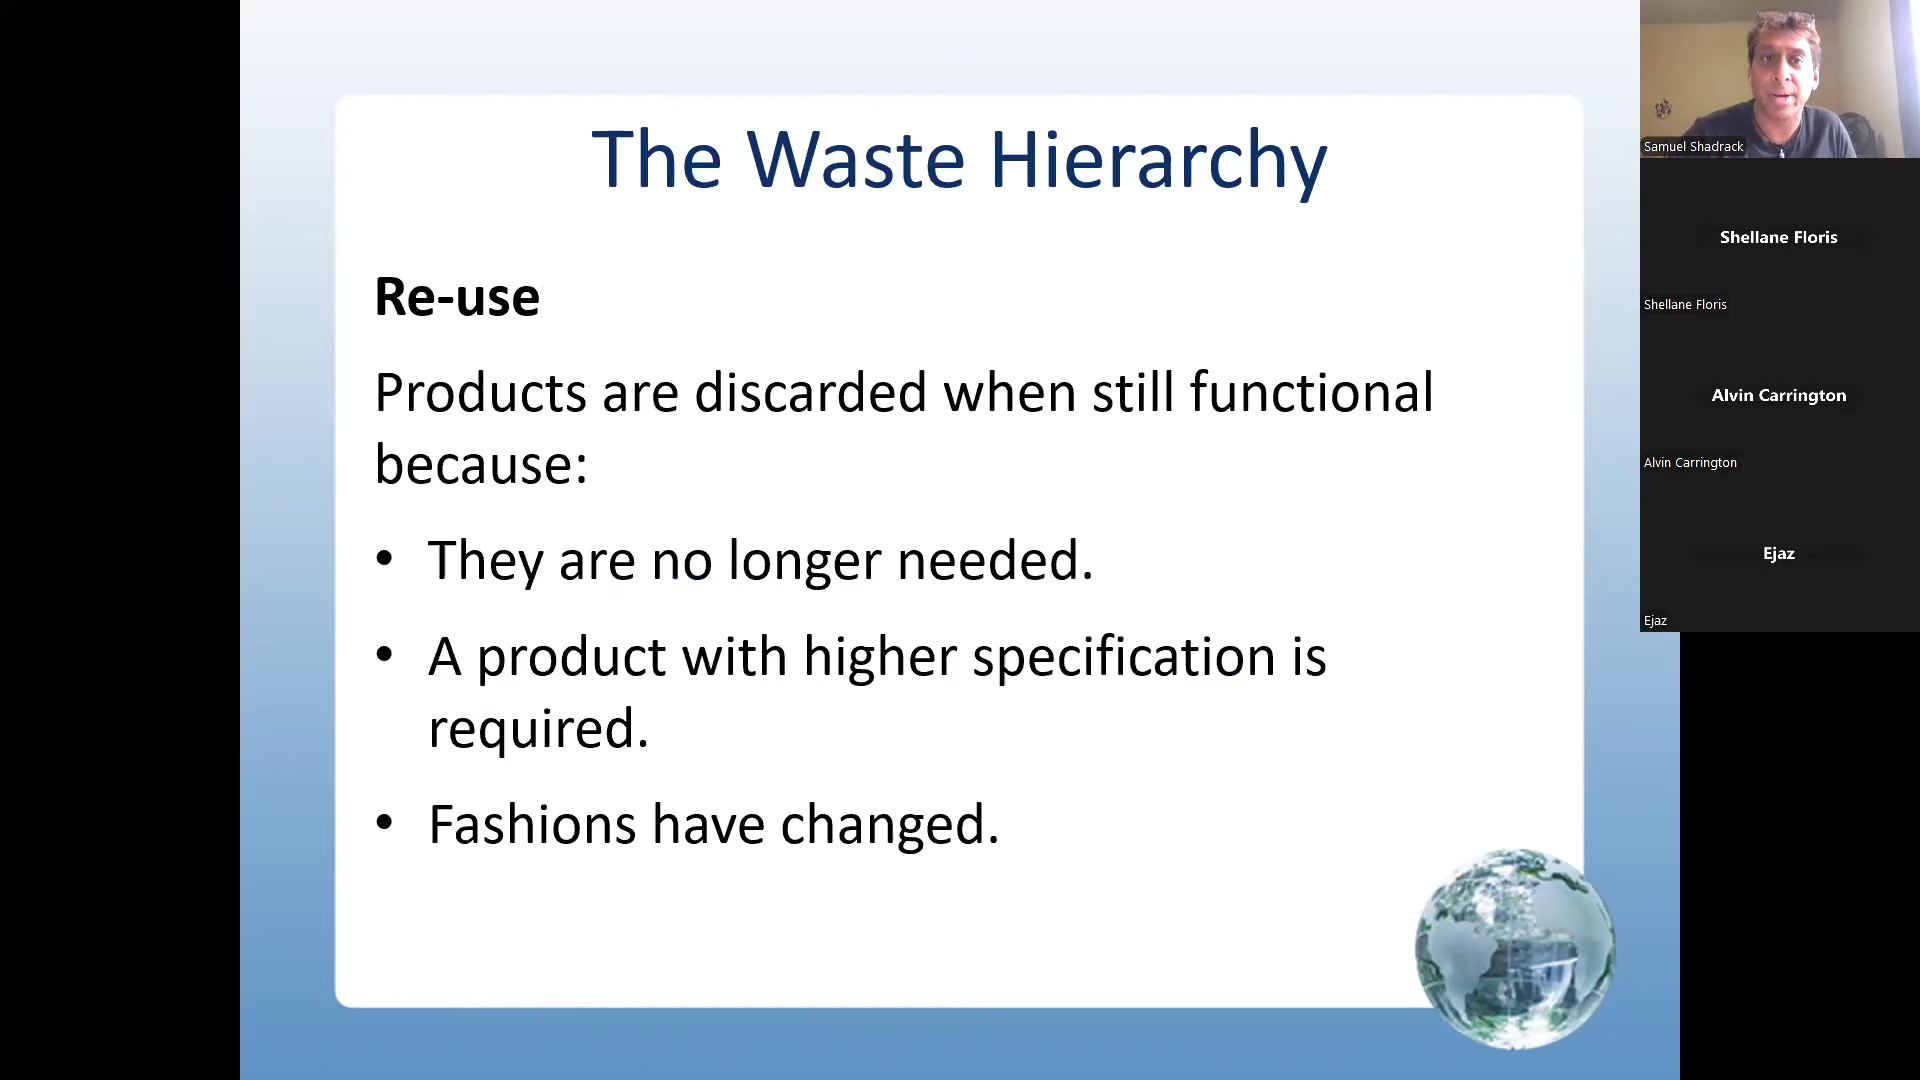 The Waste Hierarchy
Re-use
Products are discarded when still functional
because:
• They are no longer needed.
• A product with higher specification is
required.
• Fashions have changed.
Samuel Shadrack
Shellane Floris
Shellane Floris
Alvin Carrington
Alvin Carrington
Ejaz
Ejaz